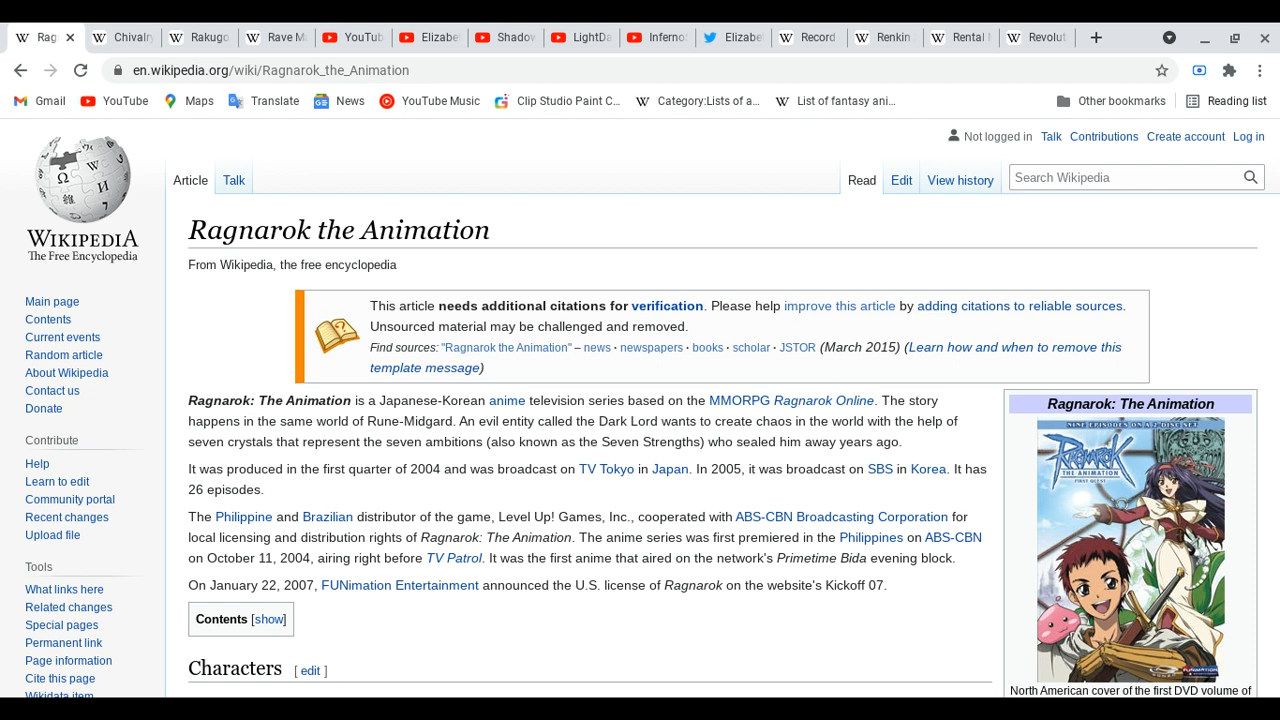 Rag
Chivalry
Rakugo
Rave Ma
YouTub
Elizabet
Shadow
LightDa
Inferno
Elizabet
Record
Renkin
Rental
Revolut
en.wikipedia.org/wiki/Ragnarok_the_Animation
Gmail YouTube Maps Translate News YouTube Music Clip Studio Paint C... Category:Lists of a... List of fantasy ani... Other bookmarks Reading list
Not logged in Talk Contributions Create account Log in
Article Talk Read Edit View history Search Wikipedia
WIKIPEDIA
The Free Encyclopedia
Main page
Contents
Current events
Random article
About Wikipedia
Contact us
Donate
Contribute
Help
Learn to edit
Community portal
Recent changes
Upload file
Tools
What links here
Related changes
Special pages
Permanent link
Page information
Cite this page
Wikidata item
Ragnarok the Animation
From Wikipedia, the free encyclopedia
This article needs additional citations for verification. Please help improve this article by adding citations to reliable sources.
Unsourced material may be challenged and removed.
Find sources: "Ragnarok the Animation" – news · newspapers · books · scholar · JSTOR (March 2015) (Learn how and when to remove this
template message)
Ragnarok: The Animation is a Japanese-Korean anime television series based on the MMORPG Ragnarok Online. The story
happens in the same world of Rune-Midgard. An evil entity called the Dark Lord wants to create chaos in the world with the help of
seven crystals that represent the seven ambitions (also known as the Seven Strengths) who sealed him away years ago.
It was produced in the first quarter of 2004 and was broadcast on TV Tokyo in Japan. In 2005, it was broadcast on SBS in Korea. It has
26 episodes.
The Philippine and Brazilian distributor of the game, Level Up! Games, Inc., cooperated with ABS-CBN Broadcasting Corporation for
local licensing and distribution rights of Ragnarok: The Animation. The anime series was first premiered in the Philippines on ABS-CBN
on October 11, 2004, airing right before TV Patrol. It was the first anime that aired on the network's Primetime Bida evening block.
On January 22, 2007, FUNimation Entertainment announced the U.S. license of Ragnarok on the website's Kickoff 07.
Contents [show]
Characters [ edit ]
Ragnarok: The Animation
NINE EPISODES ON A 2-DISC SET
RAGNAROK
THE ANIMATION
FIRST QUEST
FUNIMATION
North American cover of the first DVD volume of